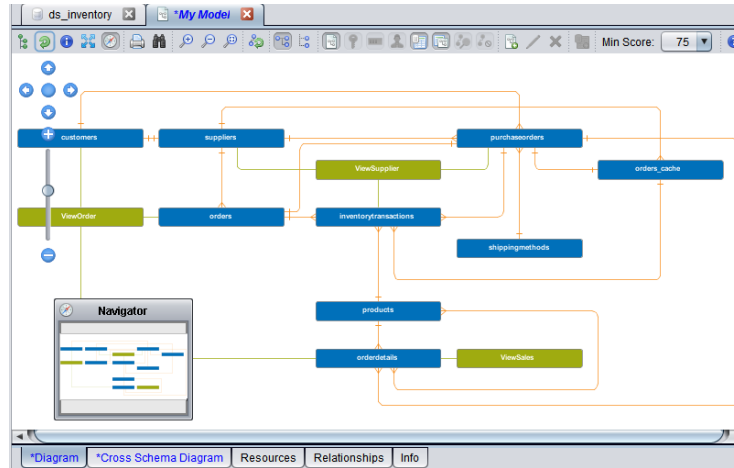 ds_inventory
*My Model
Min Score: 75
customers
suppliers
purchaseorders
ViewSupplier
orders_cache
ViewOrder
orders
inventorytransactions
shippingmethods
products
Navigator
orderdetails
ViewSales
*Diagram *Cross Schema Diagram Resources Relationships Info